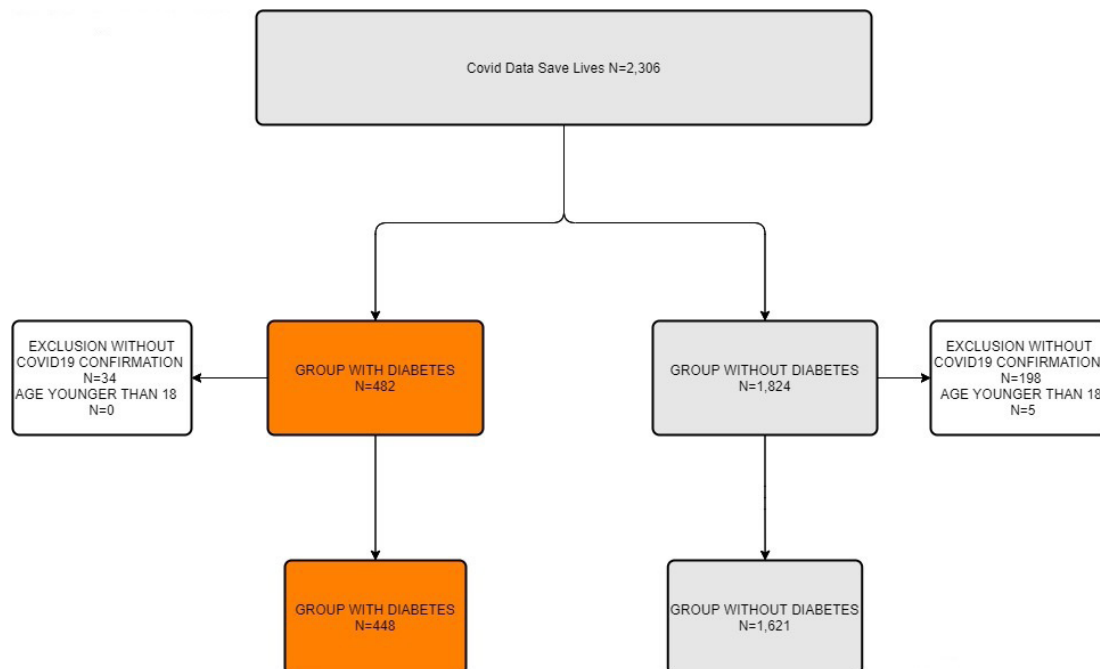 Covid Data Save Lives N=2,306
EXCLUSION WITHOUT
COVID19 CONFIRMATION
N=34
AGE YOUNGER THAN 18
N=0
GROUP WITH DIABETES
N=482
GROUP WITHOUT DIABETES
N=1,824
EXCLUSION WITHOUT
COVID19 CONFIRMATION
N=198
AGE YOUNGER THAN 18
N=5
GROUP WITH DIABETES
N=448
GROUP WITHOUT DIABETES
N=1,621